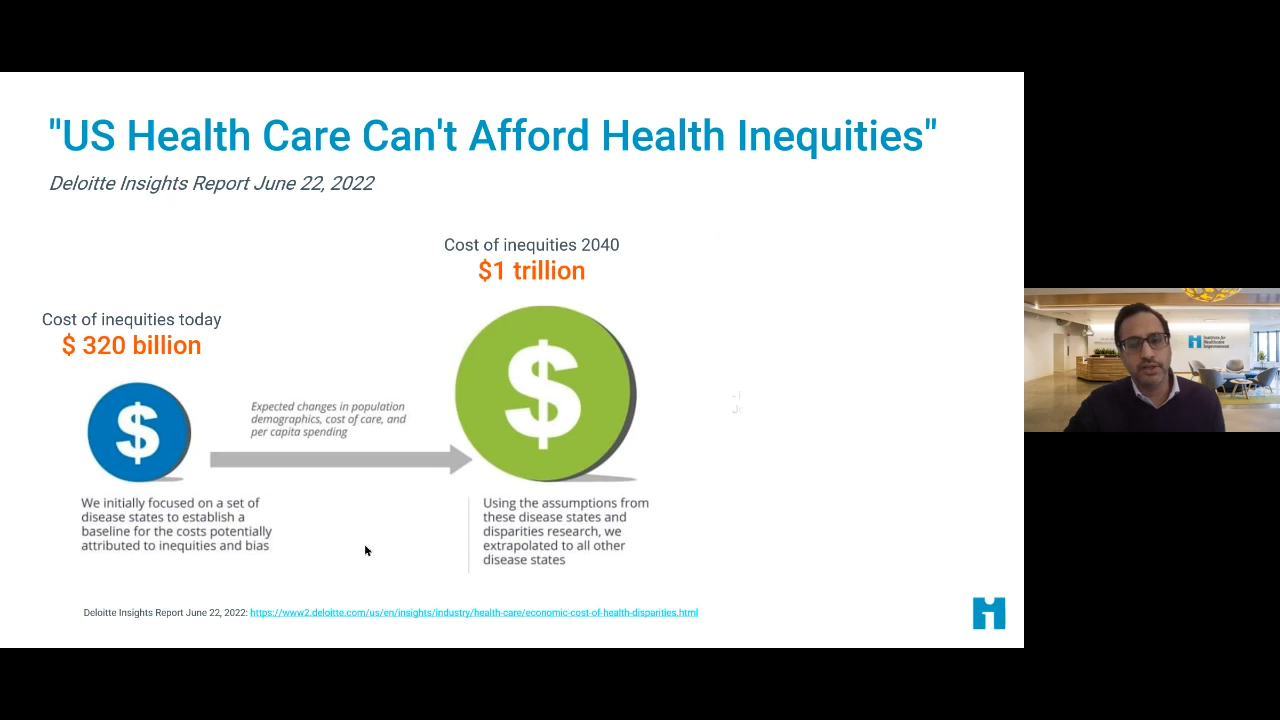 "US Health Care Can't Afford Health Inequities"
Deloitte Insights Report June 22, 2022
Cost of inequities today
$ 320 billion
$
We initially focused on a set of
disease states to establish a
baseline for the costs potentially
attributed to inequities and bias
Expected changes in population
demographics, cost of care, and
per capita spending
Cost of inequities 2040
$1 trillion
$
Using the assumptions from
these disease states and
disparities research, we
extrapolated to all other
disease states
Deloitte Insights Report June 22, 2022: https://www2.deloitte.com/us/en/insights/industry/health-care/economic-cost-of-health-disparities.html
Institute for
Healthcare
Improvement